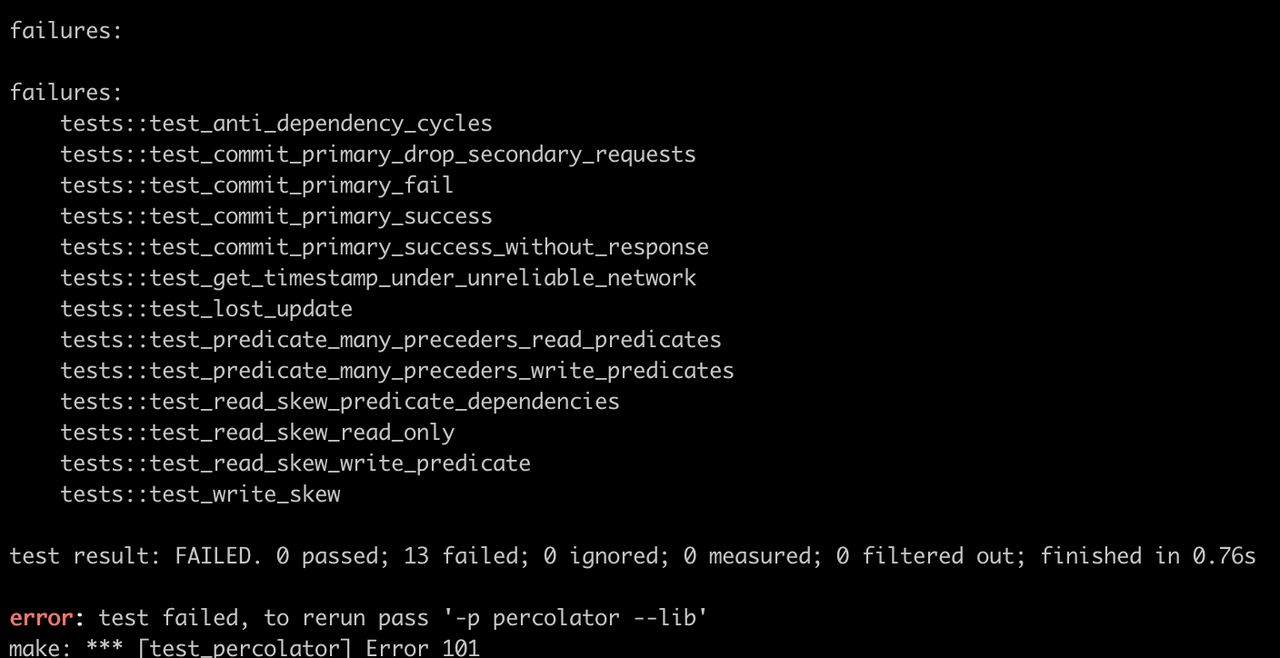 failures:

failures:
    tests::test_anti_dependency_cycles
    tests::test_commit_primary_drop_secondary_requests
    tests::test_commit_primary_fail
    tests::test_commit_primary_success
    tests::test_commit_primary_success_without_response
    tests::test_get_timestamp_under_unreliable_network
    tests::test_lost_update
    tests::test_predicate_many_preceders_read_predicates
    tests::test_predicate_many_preceders_write_predicates
    tests::test_read_skew_predicate_dependencies
    tests::test_read_skew_read_only
    tests::test_read_skew_write_predicate
    tests::test_write_skew

test result: FAILED. 0 passed; 13 failed; 0 ignored; 0 measured; 0 filtered out; finished in 0.76s

error: test failed, to rerun pass '-p percolator --lib'
make: *** [test_percolator] Error 101